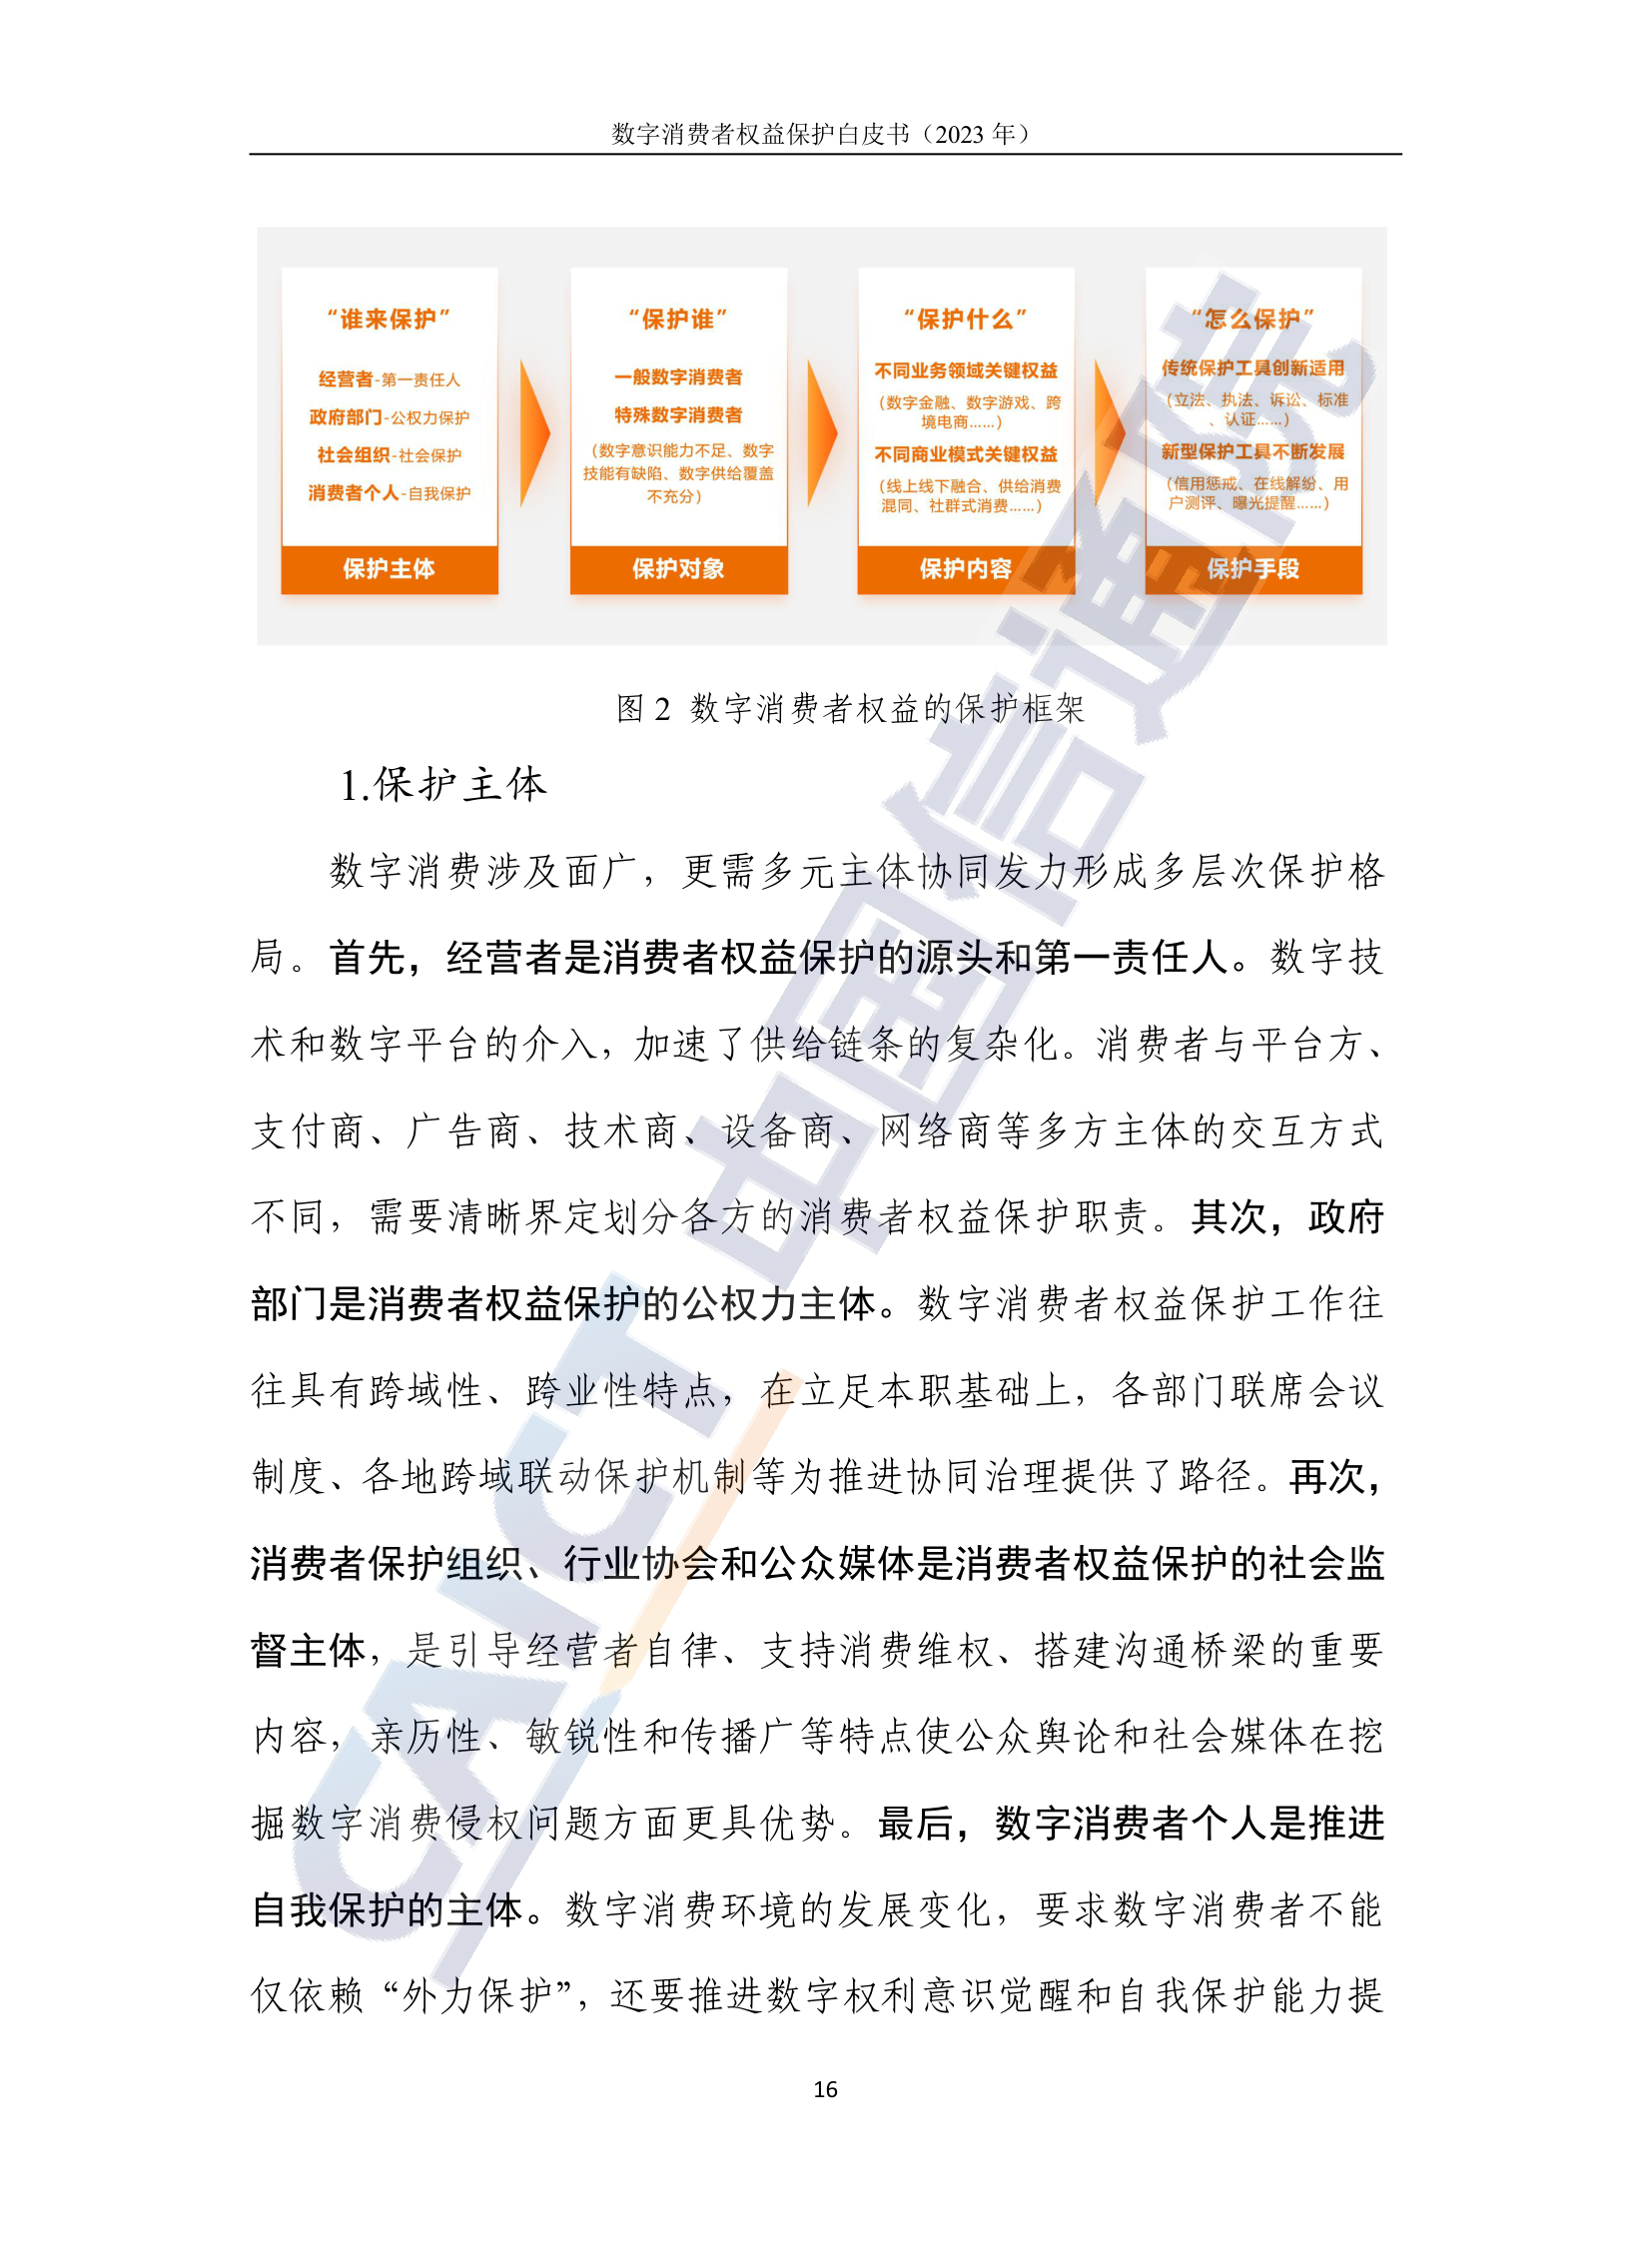 数字消费者权益保护白皮书（2023 年）
“谁来保护”
经营者-第一责任人
政府部门-公权力保护
社会组织-社会保护
消费者个人-自我保护
保护主体
“保护谁”
一般数字消费者
特殊数字消费者
（数字意识能力不足、数字
技能有缺陷、数字供给覆盖
不充分）
保护对象
“保护什么”
不同业务领域关键权益
（数字金融、数字游戏、跨
境电商……）
不同商业模式关键权益
（线上线下融合、供给消费
混同、社群式消费……）
保护内容
“怎么保护”
传统保护工具创新适用
（立法、执法、诉讼、标准
、认证……）
新型保护工具不断发展
（信用惩戒、在线解纷、用
户测评、曝光提醒……）
保护手段
图 2 数字消费者权益的保护框架
1.保护主体
数字消费涉及面广，更需多元主体协同发力形成多层次保护格
局。首先，经营者是消费者权益保护的源头和第一责任人。数字技
术和数字平台的介入，加速了供给链条的复杂化。消费者与平台方、
支付商、广告商、技术商、设备商、网络商等多方主体的交互方式
不同，需要清晰界定划分各方的消费者权益保护职责。其次，政府
部门是消费者权益保护的公权力主体。数字消费者权益保护工作往
往具有跨域性、跨业性特点，在立足本职基础上，各部门联席会议
制度、各地跨域联动保护机制等为推进协同治理提供了路径。再次，
消费者保护组织、行业协会和公众媒体是消费者权益保护的社会监
督主体，是引导经营者自律、支持消费维权、搭建沟通桥梁的重要
内容，亲历性、敏锐性和传播广等特点使公众舆论和社会媒体在挖
掘数字消费侵权问题方面更具优势。最后，数字消费者个人是推进
自我保护的主体。数字消费环境的发展变化，要求数字消费者不能
仅依赖“外力保护”，还要推进数字权利意识觉醒和自我保护能力提
16
CAICT 中国信通院